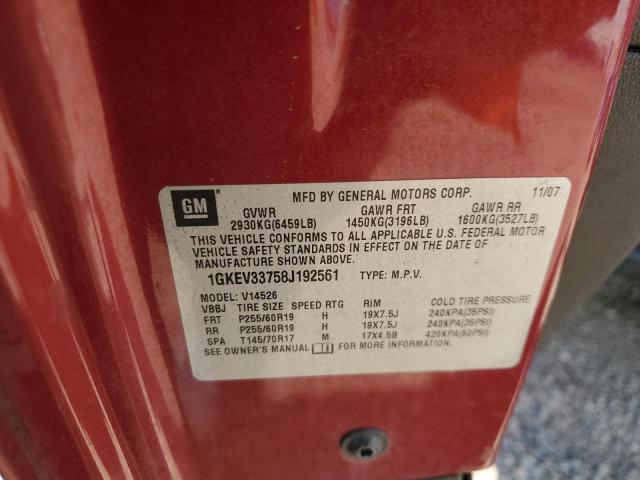 GM
MFD BY GENERAL MOTORS CORP. 11/07
GVWR GAWR FRT GAWR RR
2930KG(6459LB) 1450KG(3196LB) 1600KG(3527LB)
THIS VEHICLE CONFORMS TO ALL APPLICABLE U.S. FEDERAL MOTOR
VEHICLE SAFETY STANDARDS IN EFFECT ON THE DATE OF
MANUFACTURE SHOWN ABOVE.
1GKEV33758J192561 TYPE: M.P.V.
MODEL: V14526
VBBJ TIRE SIZE SPEED RTG RIM COLD TIRE PRESSURE
FRT P255/60R19 H 19X7.5J 240KPA(35PSI)
RR P255/60R19 H 19X7.5J 240KPA(35PSI)
SPA T145/70R17 M 17X4.5B 420KPA(60PSI)
SEE OWNER'S MANUAL FOR MORE INFORMATION.